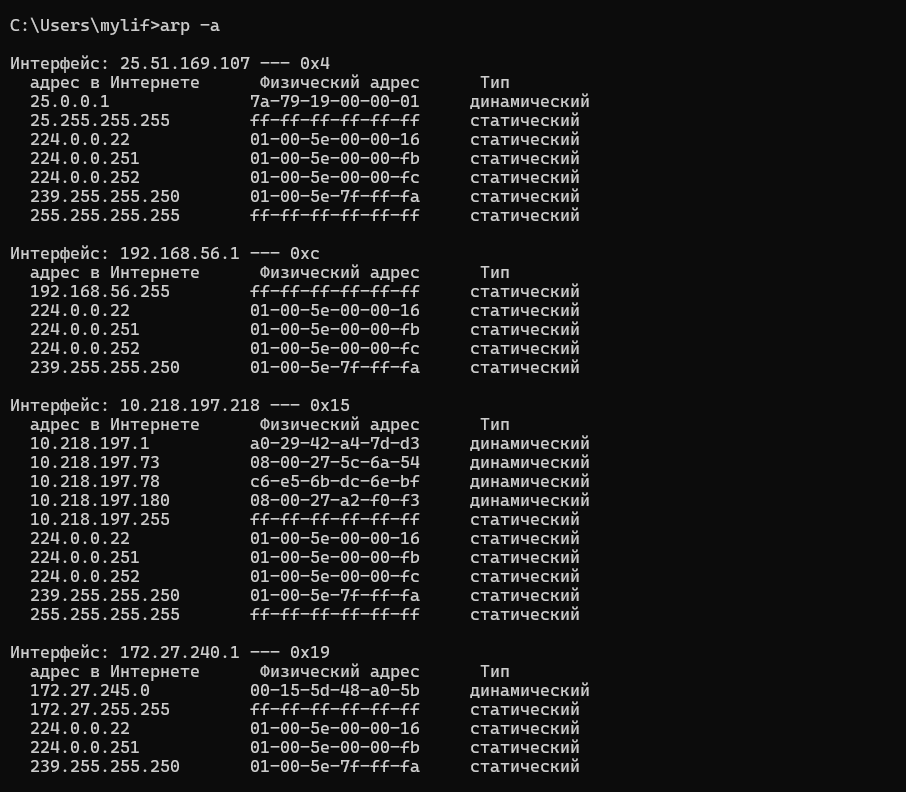 C:\Users\mylif>arp -a
Интерфейс: 25.51.169.107 --- 0x4
адрес в Интернете Физический адрес Тип
25.0.0.1 7a-79-19-00-00-01 динамический
25.255.255.255 ff-ff-ff-ff-ff-ff статический
224.0.0.22 01-00-5e-00-00-16 статический
224.0.0.251 01-00-5e-00-00-fb статический
224.0.0.252 01-00-5e-00-00-fc статический
239.255.255.250 01-00-5e-7f-ff-fa статический
255.255.255.255 ff-ff-ff-ff-ff-ff статический
Интерфейс: 192.168.56.1 --- 0xc
адрес в Интернете Физический адрес Тип
192.168.56.255 ff-ff-ff-ff-ff-ff статический
224.0.0.22 01-00-5e-00-00-16 статический
224.0.0.251 01-00-5e-00-00-fb статический
224.0.0.252 01-00-5e-00-00-fc статический
239.255.255.250 01-00-5e-7f-ff-fa статический
Интерфейс: 10.218.197.218 --- 0x15
адрес в Интернете Физический адрес Тип
10.218.197.1 a0-29-42-a4-7d-d3 динамический
10.218.197.73 08-00-27-5c-6a-54 динамический
10.218.197.78 c6-e5-6b-dc-6e-bf динамический
10.218.197.180 08-00-27-a2-f0-f3 динамический
10.218.197.255 ff-ff-ff-ff-ff-ff статический
224.0.0.22 01-00-5e-00-00-16 статический
224.0.0.251 01-00-5e-00-00-fb статический
224.0.0.252 01-00-5e-00-00-fc статический
239.255.255.250 01-00-5e-7f-ff-fa статический
255.255.255.255 ff-ff-ff-ff-ff-ff статический
Интерфейс: 172.27.240.1 --- 0x19
адрес в Интернете Физический адрес Тип
172.27.245.0 00-15-5d-48-a0-5b динамический
172.27.255.255 ff-ff-ff-ff-ff-ff статический
224.0.0.22 01-00-5e-00-00-16 статический
224.0.0.251 01-00-5e-00-00-fb статический
239.255.255.250 01-00-5e-7f-ff-fa статический